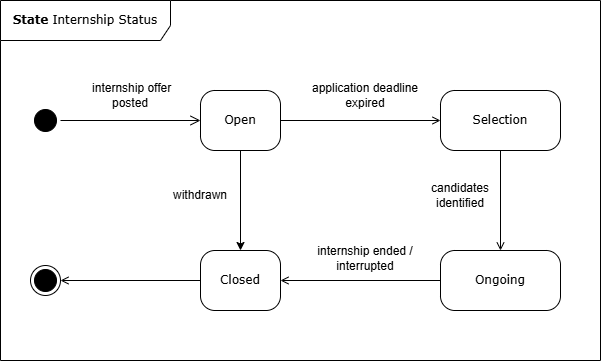 State Internship Status
internship offer
posted
application deadline
expired
Open
Selection
withdrawn
candidates
identified
internship ended /
interrupted
Closed
Ongoing